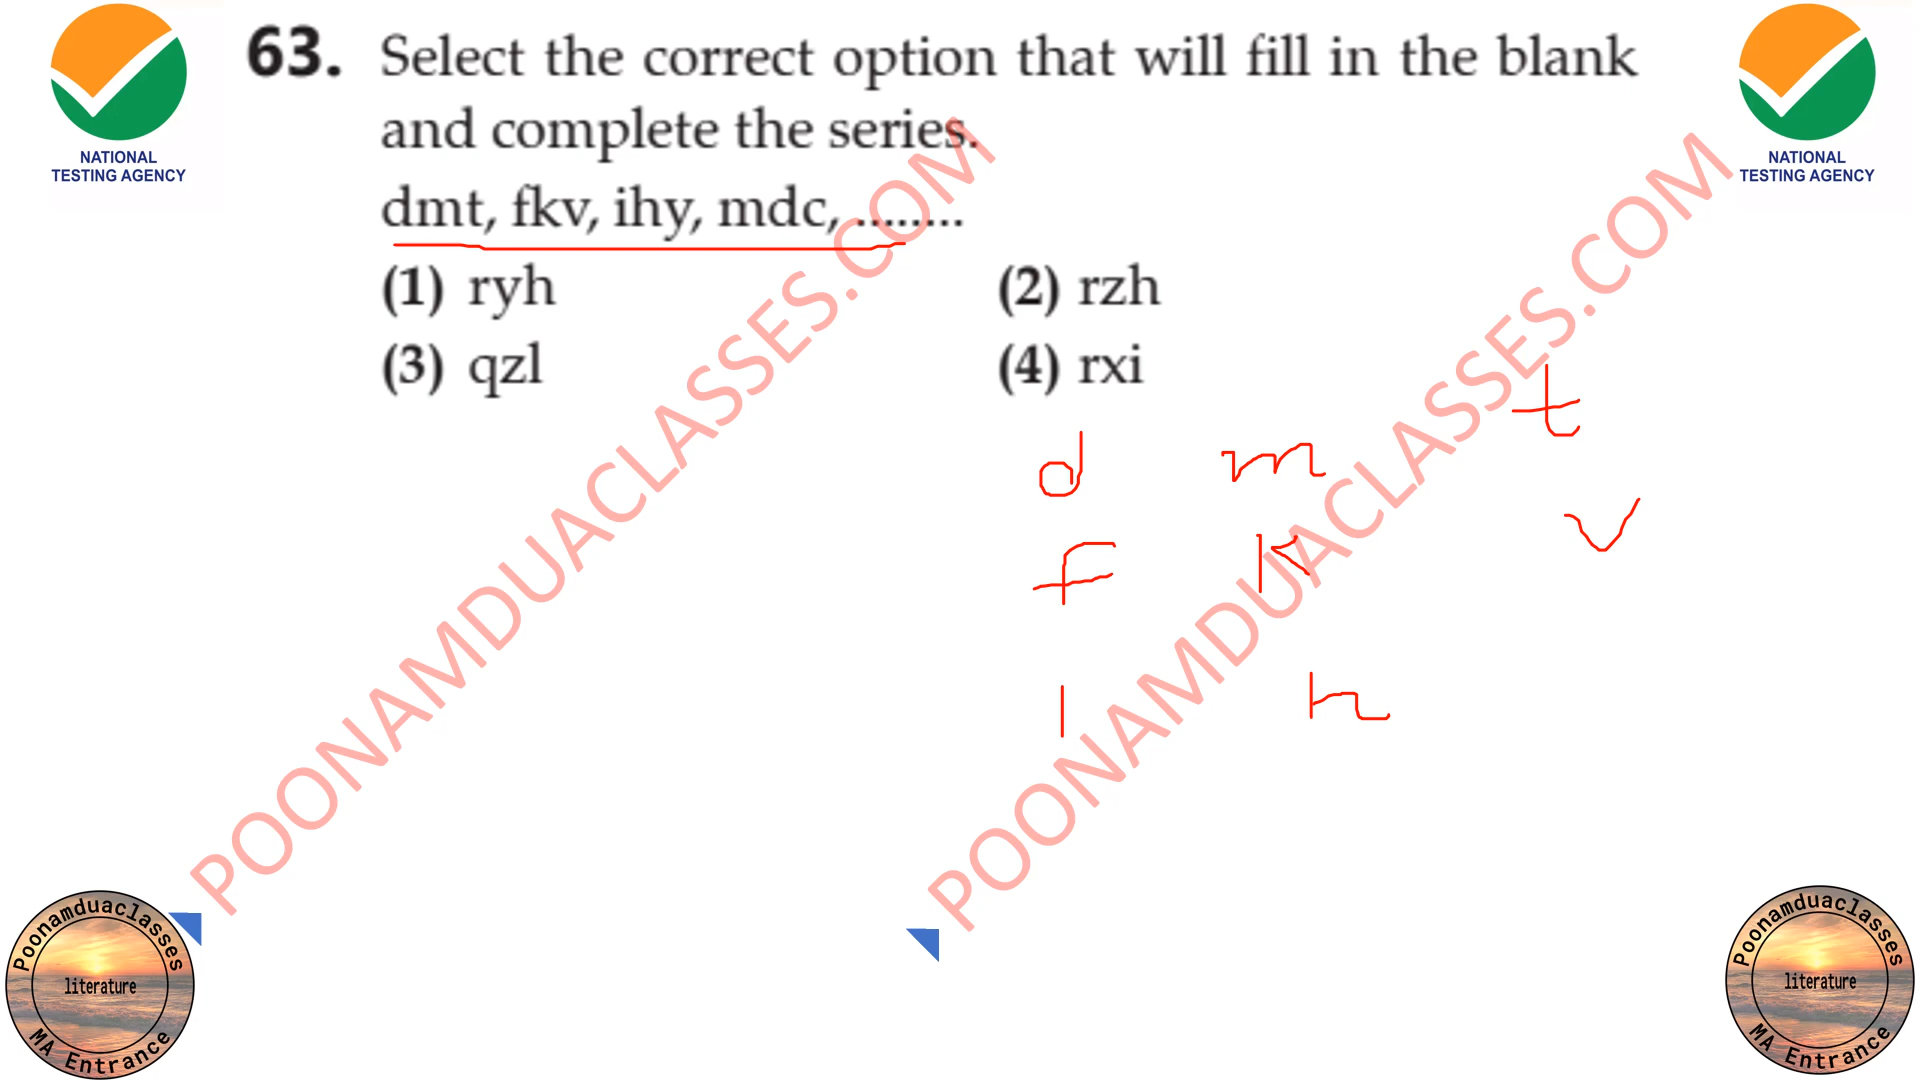 NATIONAL
TESTING AGENCY
63. Select the correct option that will fill in the blank
and complete the series.
dmt, fkv, ihy, mdc, ........
(1) ryh (2) rzh
(3) qzl (4) rxi
NATIONAL
TESTING AGENCY
d m t
f k v
i h
POONAMDUACLASSES.COM
POONAMDUACLASSES.COM
Poonamduaclasses
literature
MA Entrance
Poonamduaclasses
literature
MA Entrance